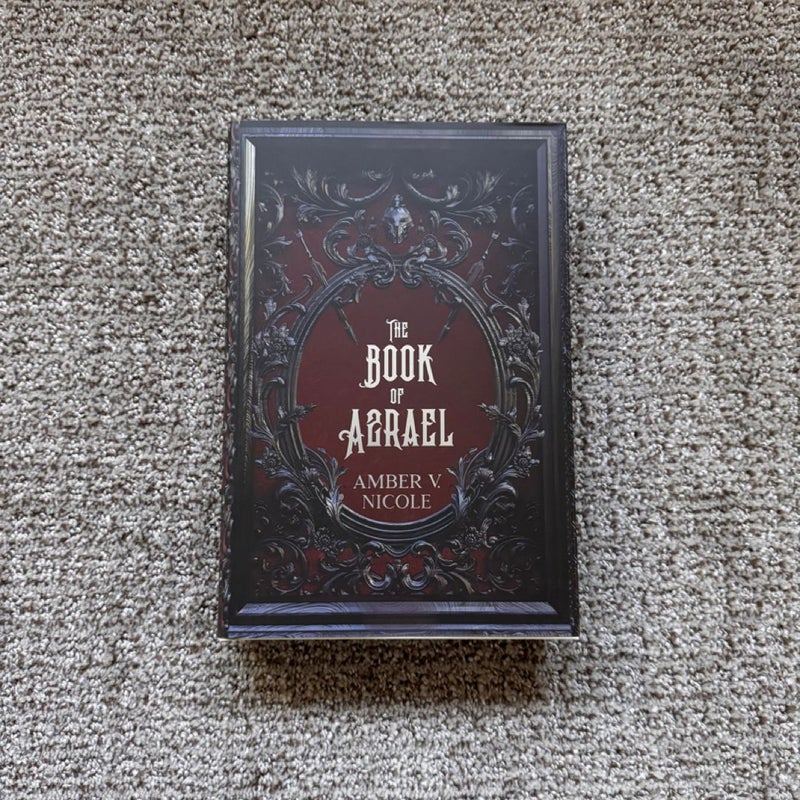 THE
BOOK
OF
AZRAEL
AMBER V.
NICOLE